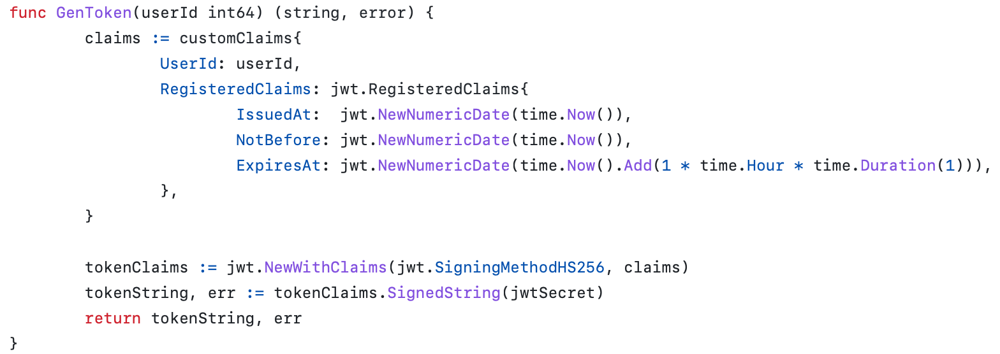 func GenToken(userId int64) (string, error) {
        claims := customClaims{
                UserId: userId,
                RegisteredClaims: jwt.RegisteredClaims{
                        IssuedAt:  jwt.NewNumericDate(time.Now()),
                        NotBefore: jwt.NewNumericDate(time.Now()),
                        ExpiresAt: jwt.NewNumericDate(time.Now().Add(1 * time.Hour * time.Duration(1))),
                },
        }

        tokenClaims := jwt.NewWithClaims(jwt.SigningMethodHS256, claims)
        tokenString, err := tokenClaims.SignedString(jwtSecret)
        return tokenString, err
}